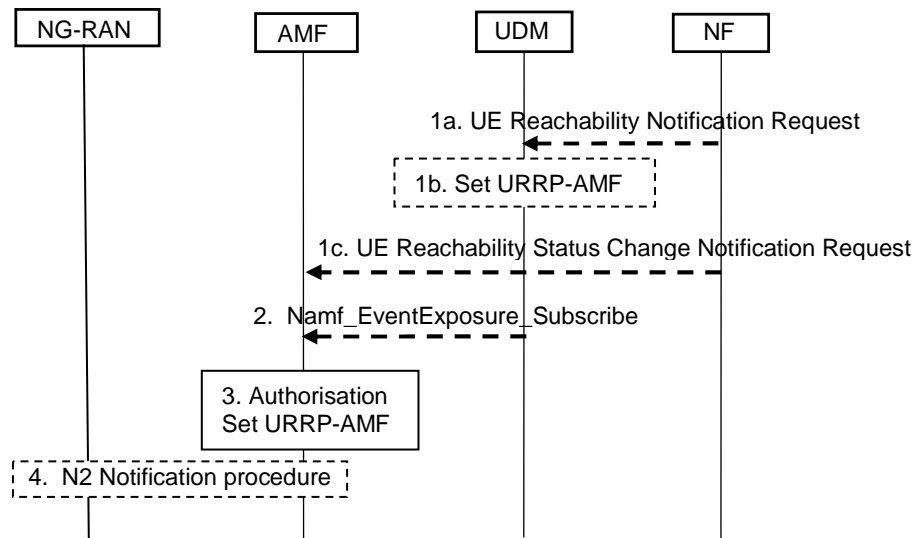 NG-RAN
AMF
UDM
NF
1a. UE Reachability Notification Request
1b. Set URRP-AMF
1c. UE Reachability Status Change Notification Request
2. Namf_EventExposure_Subscribe
3. Authorisation
Set URRP-AMF
4. N2 Notification procedure